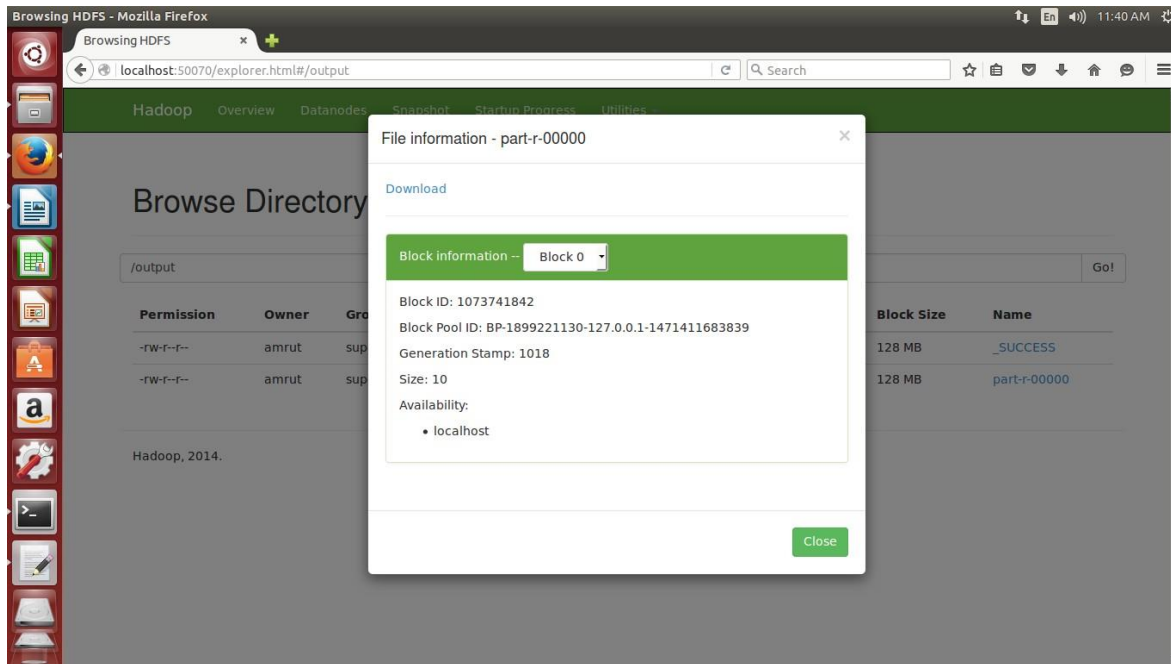 Browsing HDFS - Mozilla Firefox En 11:40 AM
Browsing HDFS
localhost:50070/explorer.html#/output Search
Hadoop Overview Datanodes Snapshot Startup Progress Utilities
File information - part-r-00000 ×
Download
Browse Directory
Block information -- Block 0
/output Go!
Block ID: 1073741842
Permission Owner Gro Block Size Name
Block Pool ID: BP-1899221130-127.0.0.1-1471411683839
-rw-r--r-- amrut sup 128 MB _SUCCESS
Generation Stamp: 1018
-rw-r--r-- amrut sup 128 MB part-r-00000
Size: 10
Availability:
• localhost
Hadoop, 2014.
Close